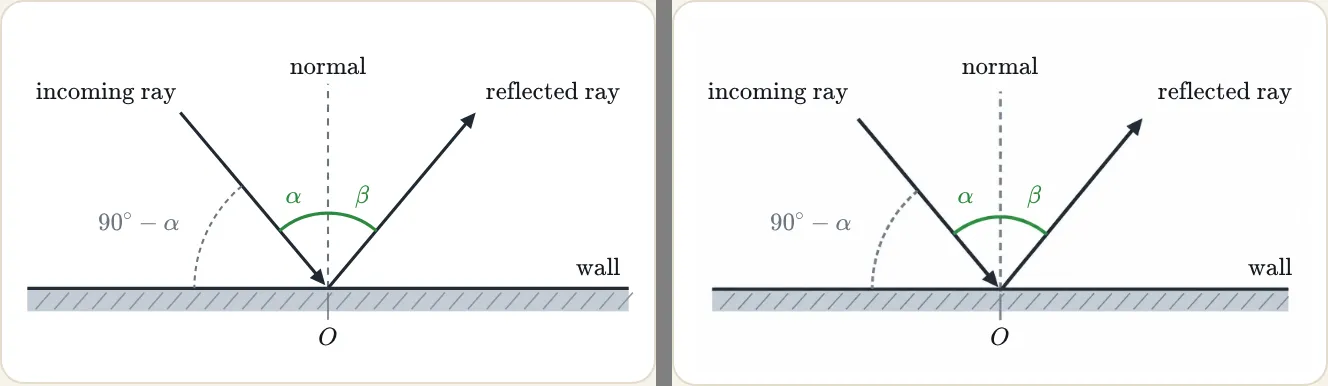 normal
incoming ray
reflected ray
α
β
90° − α
wall
O
normal
incoming ray
reflected ray
α
β
90° − α
wall
O